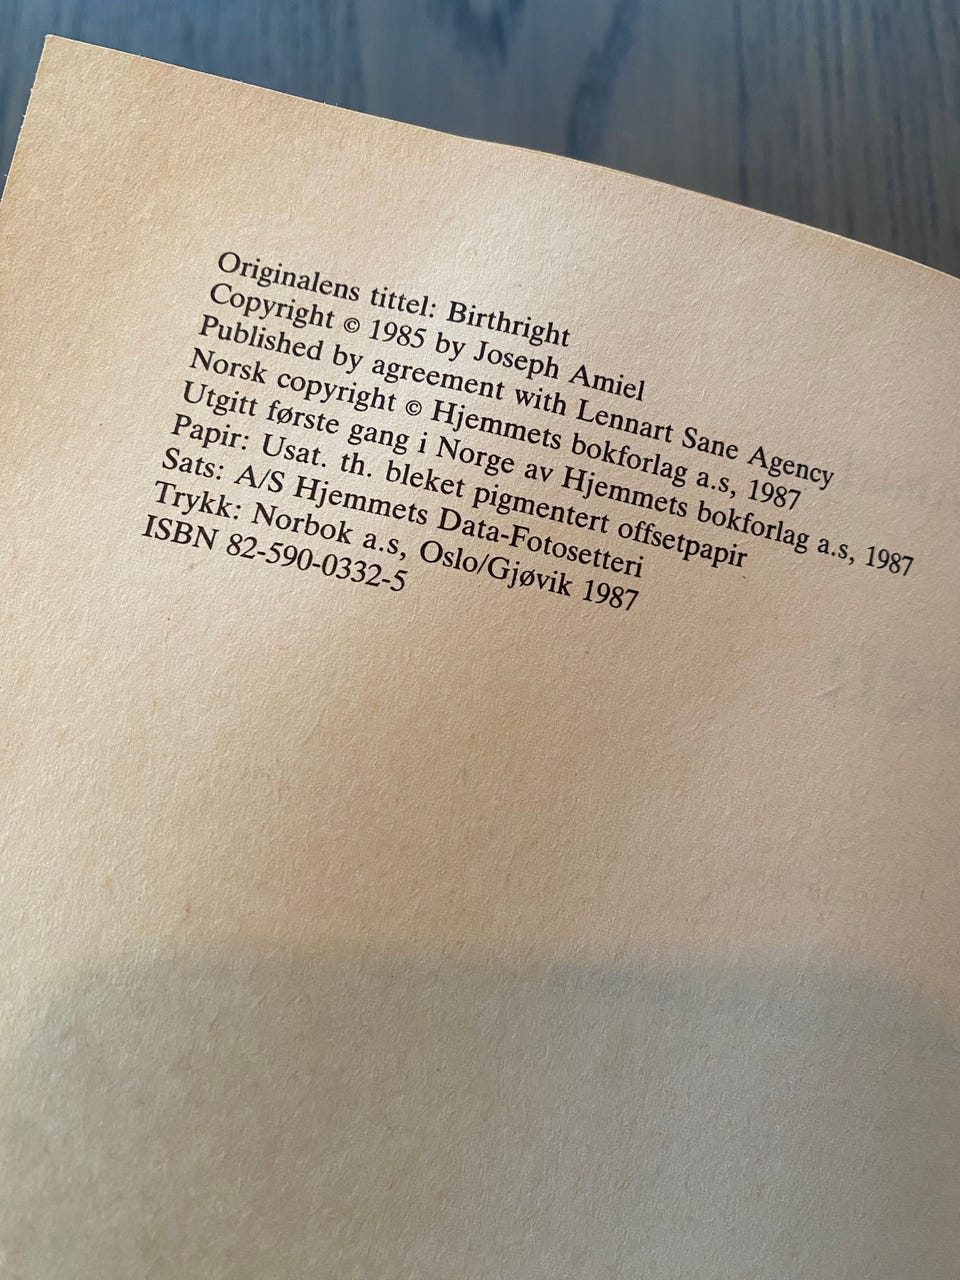 Originalens tittel: Birthright
Copyright © 1985 by Joseph Amiel
Published by agreement with Lennart Sane Agency
Norsk copyright © Hjemmets bokforlag a.s, 1987
Utgitt første gang i Norge av Hjemmets bokforlag a.s, 1987
Papir: Usat. th. bleket pigmentert offsetpapir
Sats: A/S Hjemmets Data-Fotosetteri
Trykk: Norbok a.s, Oslo/Gjøvik 1987
ISBN 82-590-0332-5